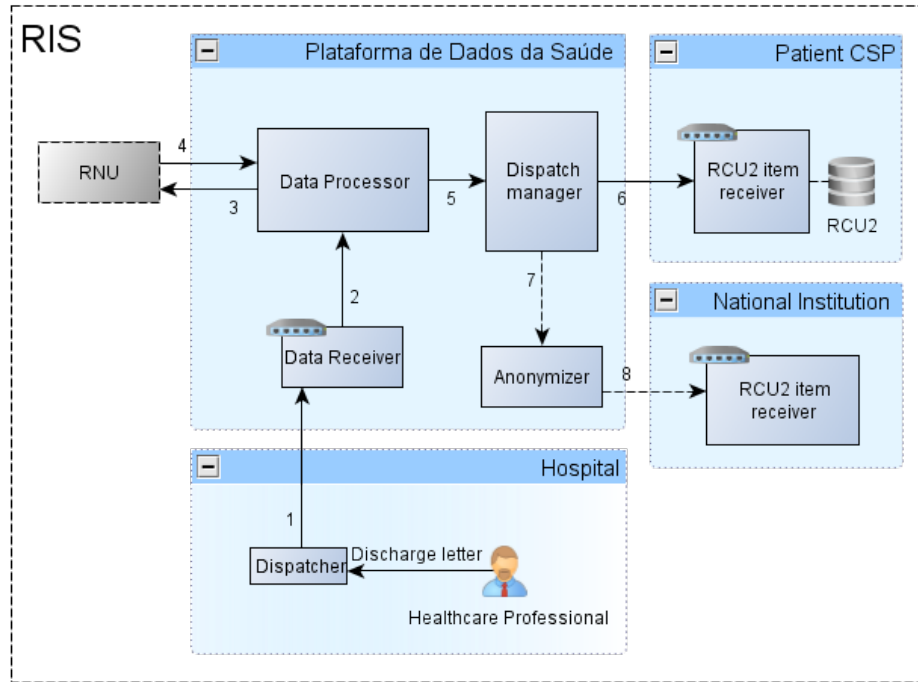 RIS
Plataforma de Dados da Saúde
Patient CSP
RNU
4
3
Data Processor
5
Dispatch
manager
6
RCU2 item
receiver
RCU2
2
7
Data Receiver
Anonymizer
8
National Institution
RCU2 item
receiver
Hospital
1
Dispatcher
Discharge letter
Healthcare Professional